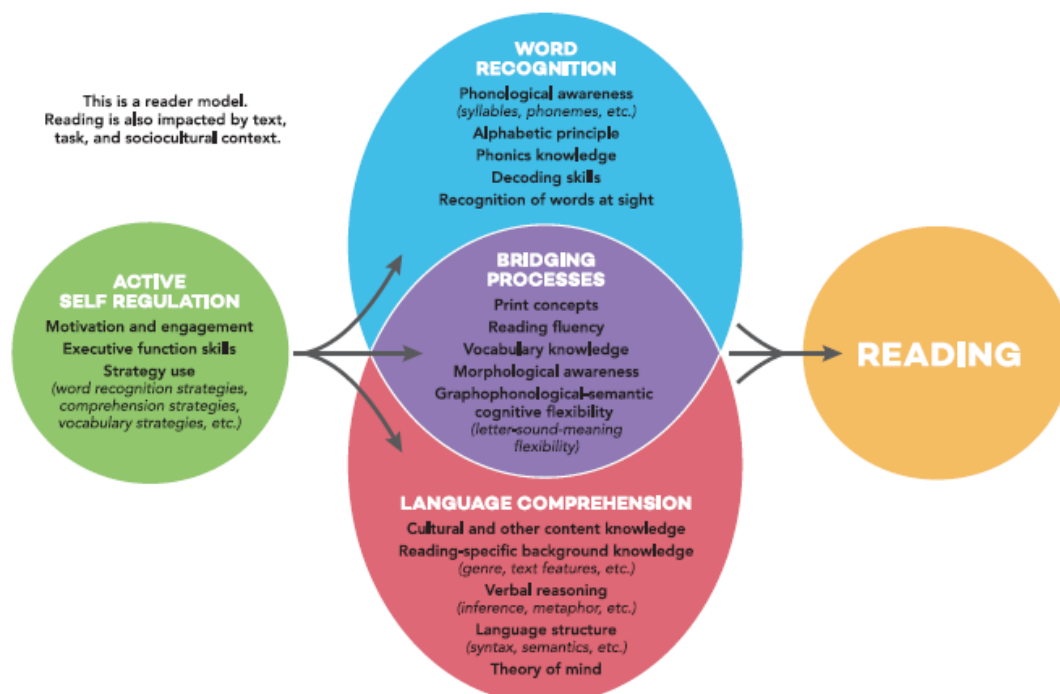 This is a reader model.
Reading is also impacted by text,
task, and sociocultural context.
ACTIVE
SELF REGULATION
Motivation and engagement
Executive function skills
Strategy use
(word recognition strategies,
comprehension strategies,
vocabulary strategies, etc.)
WORD
RECOGNITION
Phonological awareness
(syllables, phonemes, etc.)
Alphabetic principle
Phonics knowledge
Decoding skills
Recognition of words at sight
BRIDGING
PROCESSES
Print concepts
Reading fluency
Vocabulary knowledge
Morphological awareness
Graphophonological-semantic
cognitive flexibility
(letter-sound-meaning
flexibility)
LANGUAGE COMPREHENSION
Cultural and other content knowledge
Reading-specific background knowledge
(genre, text features, etc.)
Verbal reasoning
(inference, metaphor, etc.)
Language structure
(syntax, semantics, etc.)
Theory of mind
READING